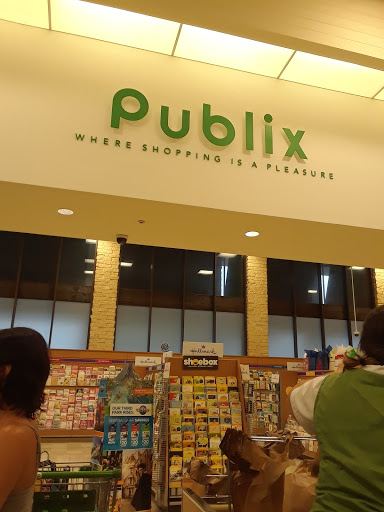 Publix
WHERE SHOPPING IS A PLEASURE
Hallmark
shoebox